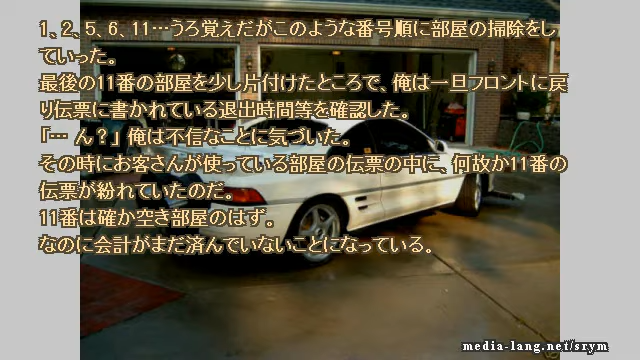 1、2、5、6、11…うろ覚えだがこのような番号順に部屋の掃除をし
ていった。
最後の11番の部屋を少し片付けたところで、俺は一旦フロントに戻
り伝票に書かれている退出時間等を確認した。
「… ん？」 俺は不信なことに気づいた。
その時にお客さんが使っている部屋の伝票の中に、何故か11番の
伝票が紛れていたのだ。
11番は確か空き部屋のはず。
なのに会計がまだ済んでいないことになっている。
media-lang.net/srym